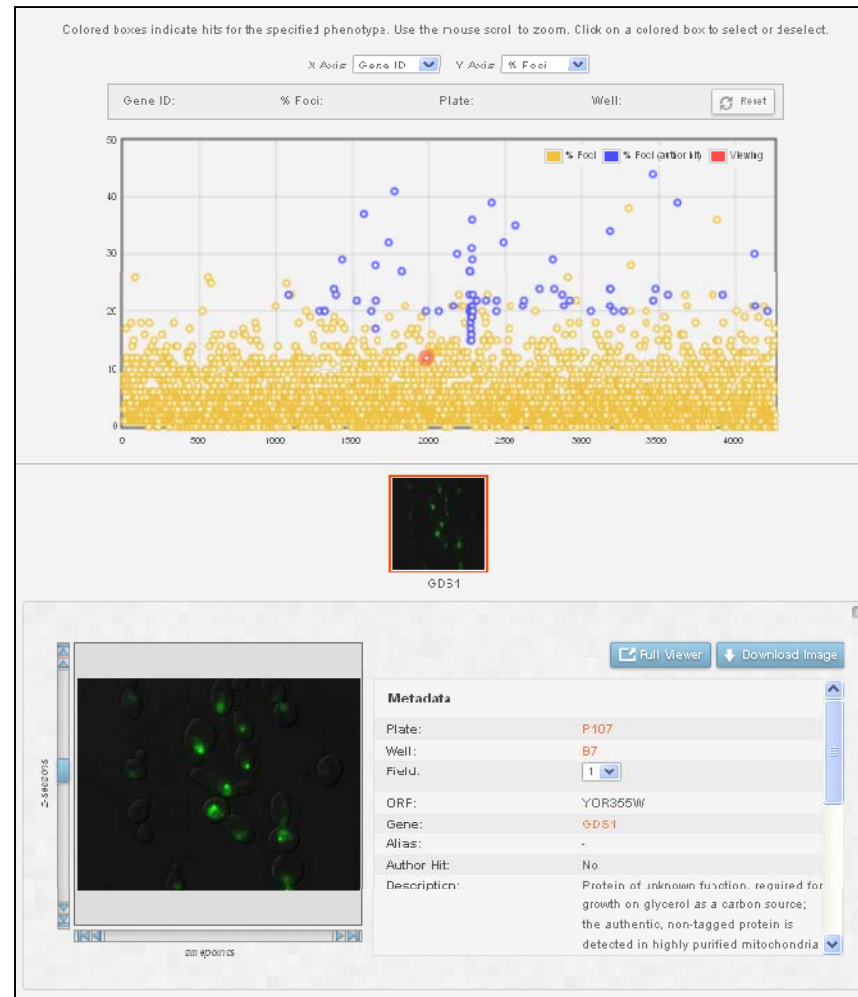 Colored boxes indicate hits for the specified phenotype. Use the mouse scroll to zoom. Click on a colored box to select or deselect.
X Axis Gene ID Y Axis % Foci
Gene ID: % Foci: Plate: Well: Reset
% Foci % Foci (author hit) Viewing
50
40
30
20
10
0
0 500 1000 1500 2000 2500 3000 3500 4000
GDS1
Full Viewer Download Image
Metadata
Plate: P107
Well: B7
Field: 1
ORF: YOR355W
Gene: GDS1
Alias: -
Author Hit: No
Description: Protein of unknown function, required for
growth on glycerol as a carbon source;
the authentic, non-tagged protein is
detected in highly purified mitochondria
z-sections
timepoints